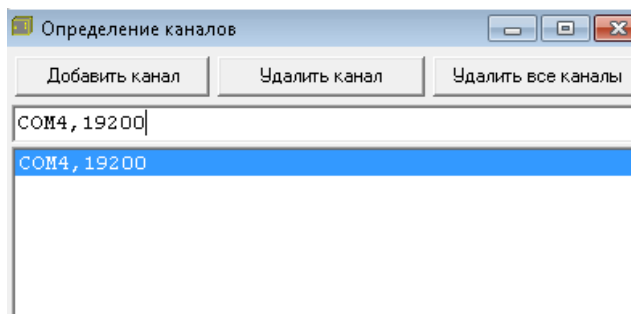 Определение каналов
Добавить канал Удалить канал Удалить все каналы
COM4,19200
COM4,19200